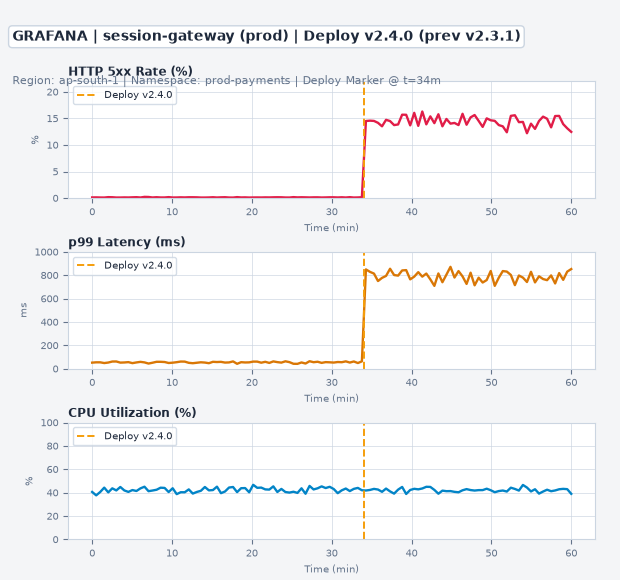 GRAFANA | session-gateway (prod) | Deploy v2.4.0 (prev v2.3.1)
HTTP 5xx Rate (%)
Region: ap-south-1 | Namespace: prod-payments | Deploy Marker @ t=34m
Deploy v2.4.0
20
15
10
5
0
%
0 10 20 30 40 50 60
Time (min)
p99 Latency (ms)
Deploy v2.4.0
1000
800
600
400
200
0
ms
0 10 20 30 40 50 60
Time (min)
CPU Utilization (%)
Deploy v2.4.0
100
80
60
40
20
0
%
0 10 20 30 40 50 60
Time (min)